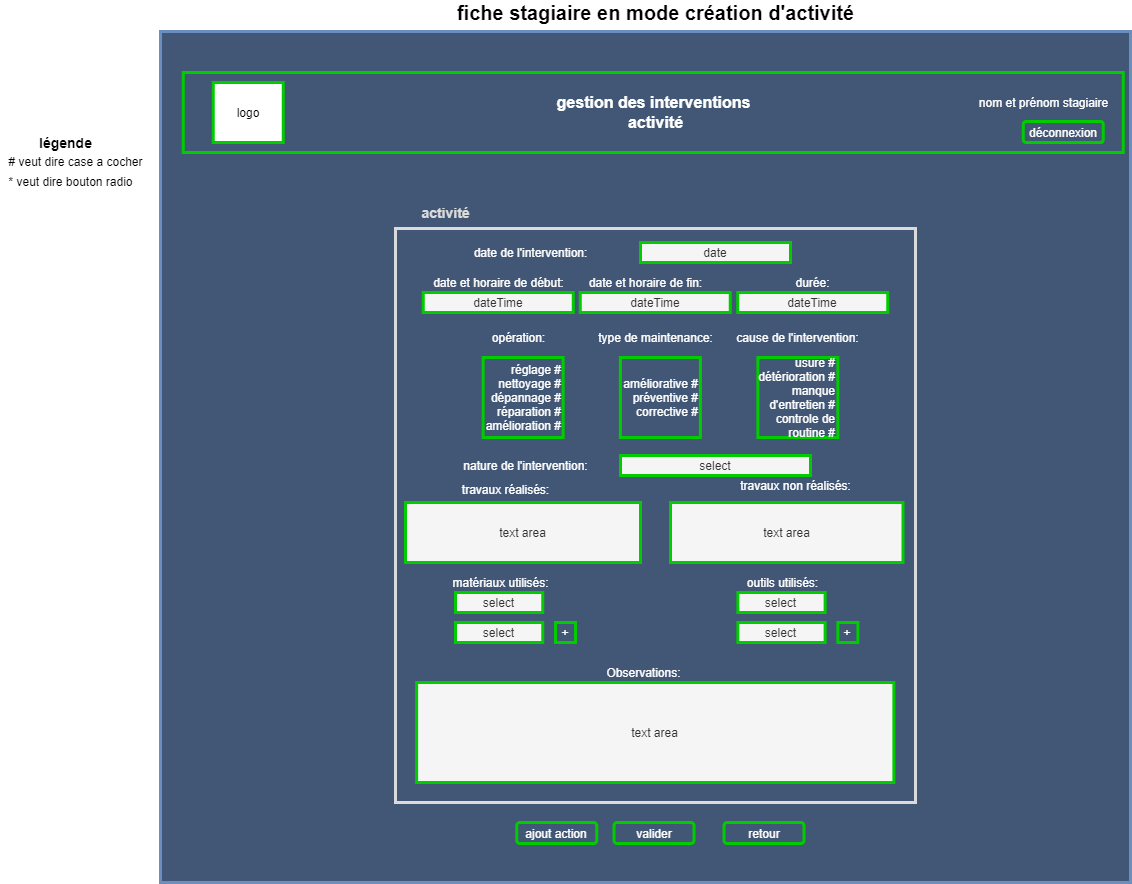 fiche stagiaire en mode création d'activité
logo
gestion des interventions
activité
nom et prénom stagiaire
déconnexion
légende
# veut dire case a cocher
* veut dire bouton radio
activité
date de l'intervention:
date
date et horaire de début:
date et horaire de fin:
durée:
dateTime
dateTime
dateTime
opération:
type de maintenance:
cause de l'intervention:
réglage #
nettoyage #
dépannage #
réparation #
amélioration #
améliorative #
préventive #
corrective #
usure #
détérioration #
manque
d'entretien #
controle de
routine #
nature de l'intervention:
select
travaux réalisés:
travaux non réalisés:
text area
text area
matériaux utilisés:
outils utilisés:
select
select
select
+
select
+
Observations:
text area
ajout action
valider
retour